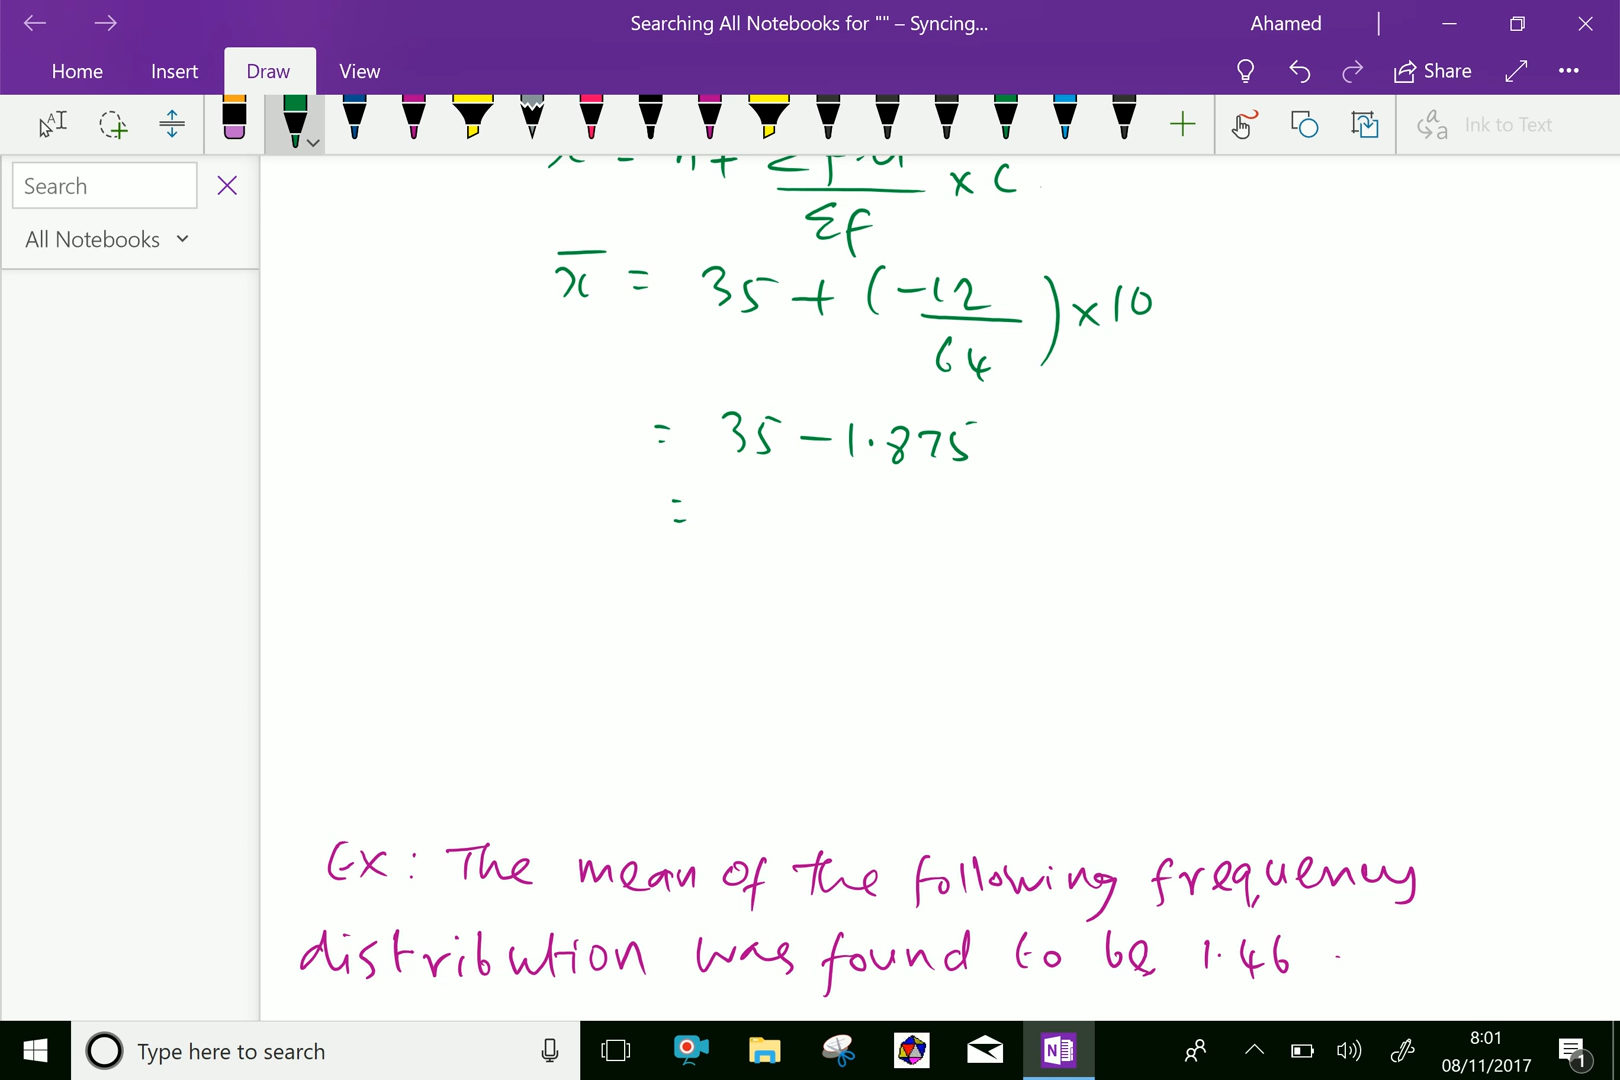 Searching All Notebooks for "" – Syncing...
Ahamed
Home Insert Draw View
Share
Ink to Text
Search
All Notebooks
× C
Σf
x̄ = 35 + (-12/64) × 10
= 35 - 1.875
=
Ex: The mean of the following frequency
distribution was found to be 1.46 .
Type here to search
8:01
08/11/2017
1